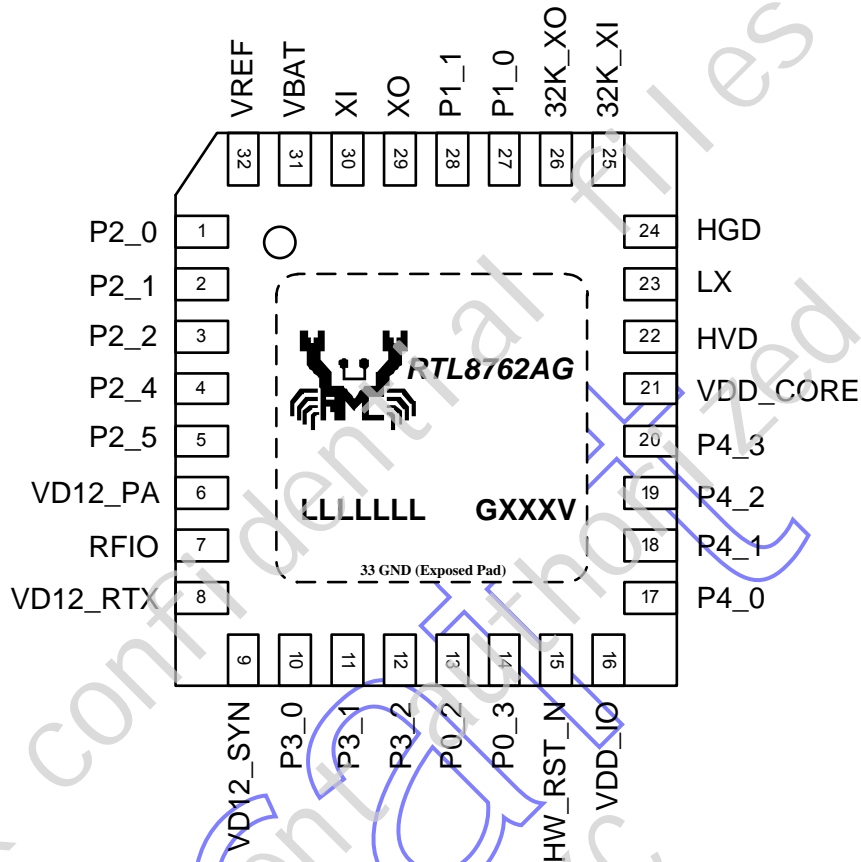 VREF
VBAT
XI
XO
P1_1
P1_0
32K_XO
32K_XI
32
31
30
29
28
27
26
25
P2_0 1
P2_1 2
P2_2 3
P2_4 4
P2_5 5
VD12_PA 6
RFIO 7
VD12_RTX 8
24 HGD
23 LX
22 HVD
21 VDD_CORE
20 P4_3
19 P4_2
18 P4_1
17 P4_0
RTL8762AG
LLLLLLL GXXXV
33 GND (Exposed Pad)
9
10
11
12
13
14
15
16
VD12_SYN
P3_0
P3_1
P3_2
P0_2
P0_3
HW_RST_N
VDD_IO
confidential files
authorized